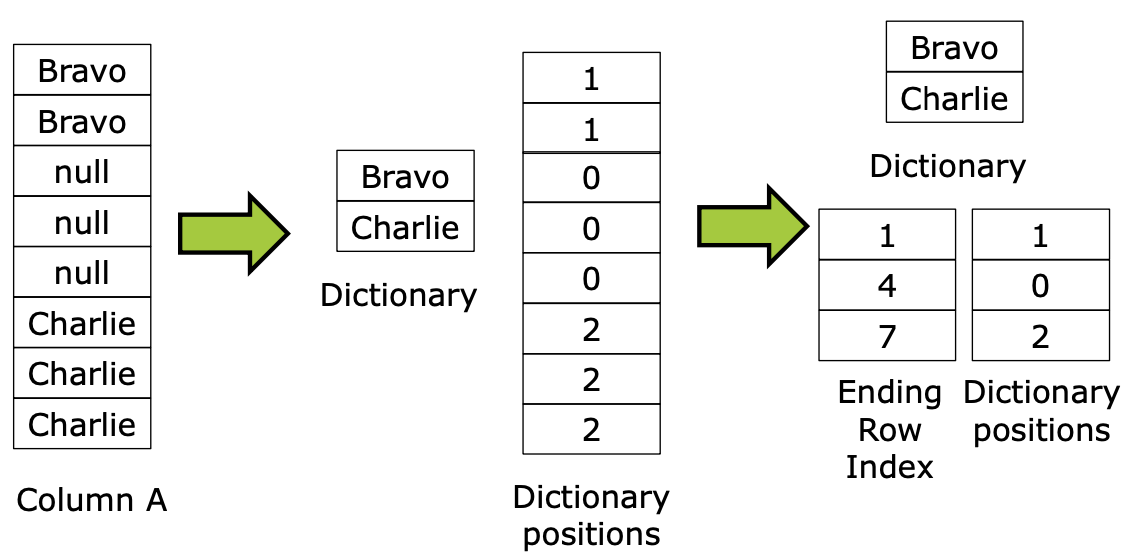 Bravo
Bravo
null
null
null
Charlie
Charlie
Charlie
Column A
Bravo
Charlie
Dictionary
1
1
0
0
0
2
2
2
Dictionary
positions
Bravo
Charlie
Dictionary
1
4
7
Ending
Row
Index
1
0
2
Dictionary
positions